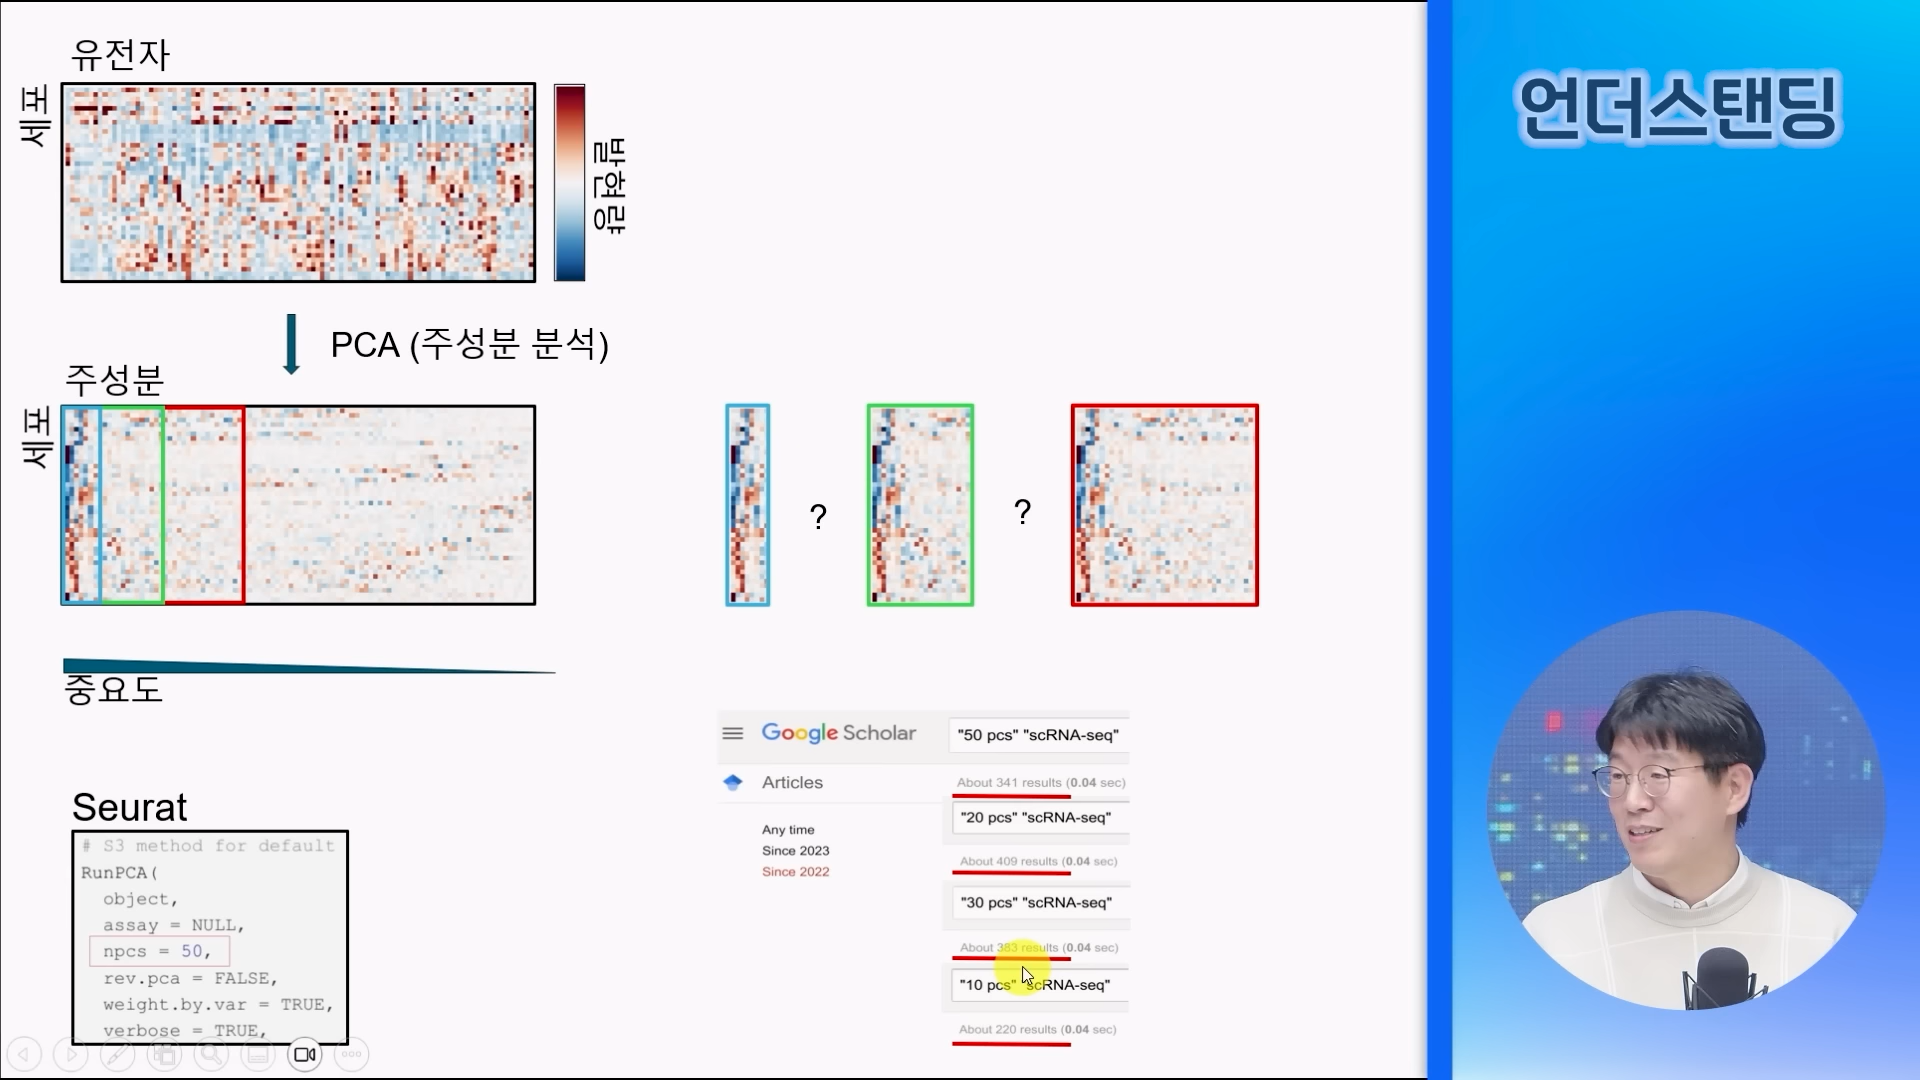 유전자
세포
발현량
PCA (주성분 분석)
주성분
세포
?
?
중요도
Seurat
# S3 method for default
RunPCA(
object,
assay = NULL,
npcs = 50,
rev.pca = FALSE,
weight.by.var = TRUE,
verbose = TRUE,
Google Scholar
"50 pcs" "scRNA-seq"
Articles
About 341 results (0.04 sec)
"20 pcs" "scRNA-seq"
Any time
Since 2023
Since 2022
About 409 results (0.04 sec)
"30 pcs" "scRNA-seq"
About 383 results (0.04 sec)
"10 pcs" "scRNA-seq"
About 220 results (0.04 sec)
언더스탠딩